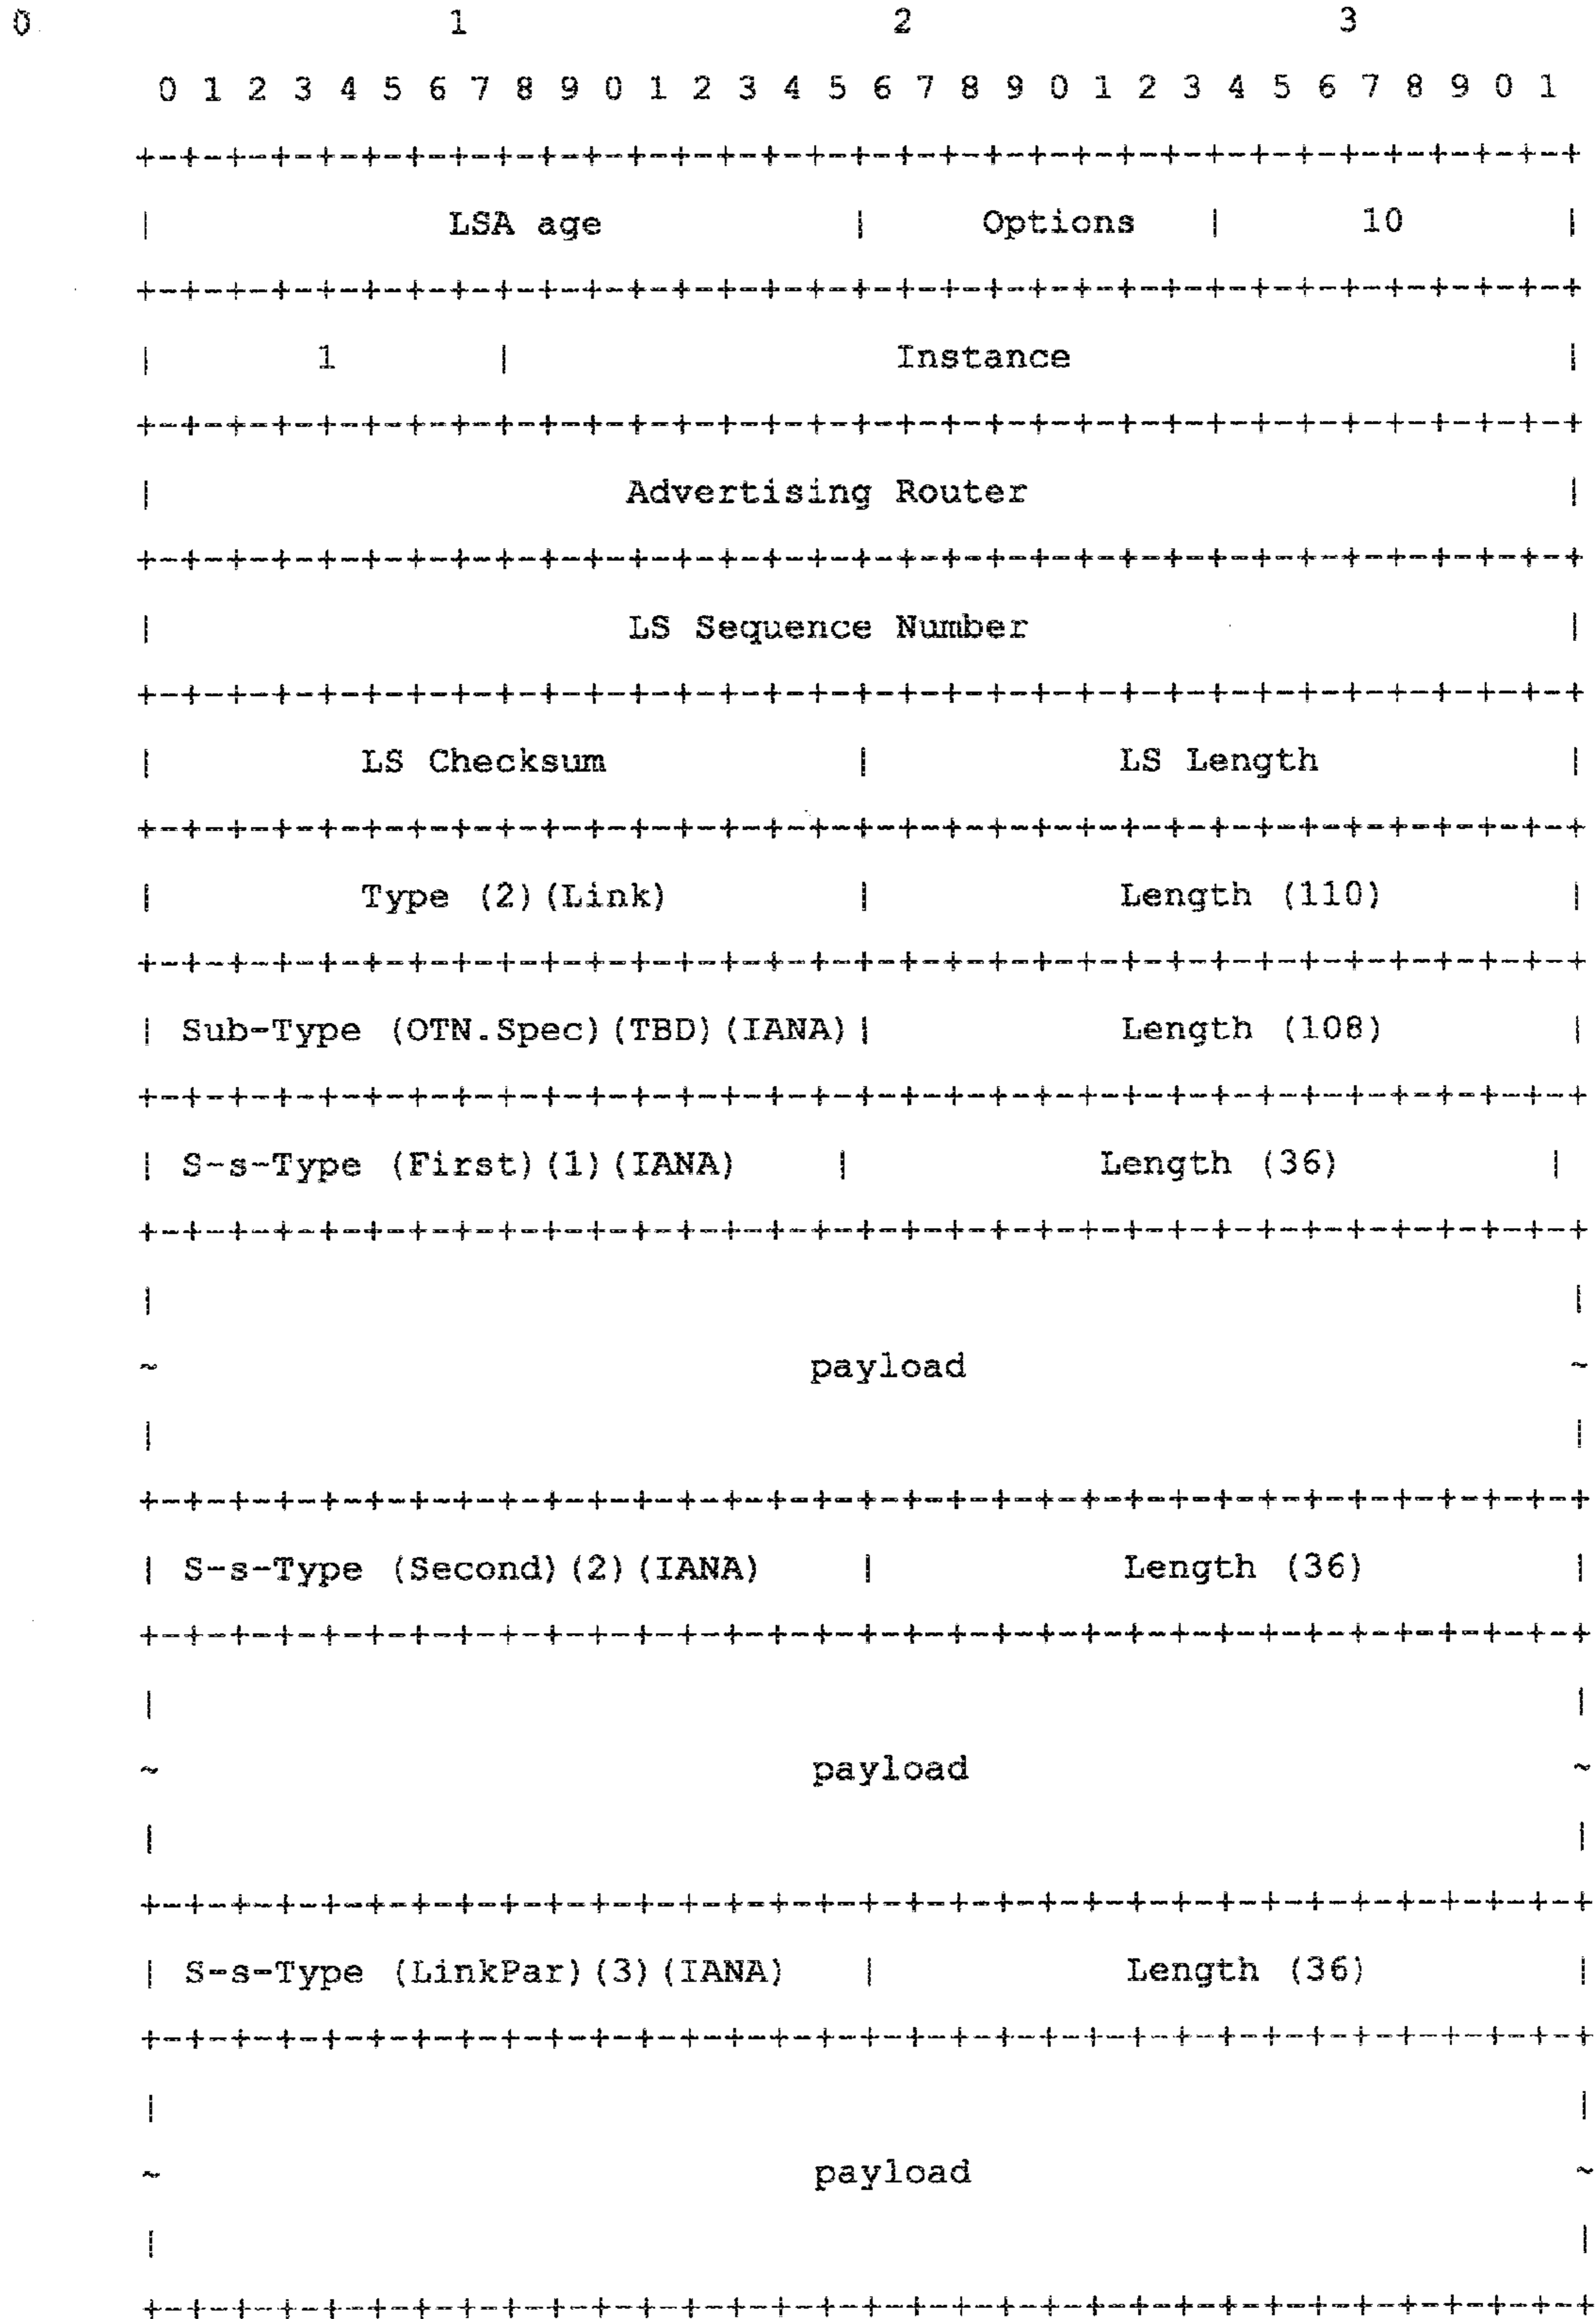 0 1 2 3
0 1 2 3 4 5 6 7 8 9 0 1 2 3 4 5 6 7 8 9 0 1 2 3 4 5 6 7 8 9 0 1
+-+-+-+-+-+-+-+-+-+-+-+-+-+-+-+-+-+-+-+-+-+-+-+-+-+-+-+-+-+-+-+-+
| LSA age | Options | 10 |
+-+-+-+-+-+-+-+-+-+-+-+-+-+-+-+-+-+-+-+-+-+-+-+-+-+-+-+-+-+-+-+-+
| 1 | Instance |
+-+-+-+-+-+-+-+-+-+-+-+-+-+-+-+-+-+-+-+-+-+-+-+-+-+-+-+-+-+-+-+-+
| Advertising Router |
+-+-+-+-+-+-+-+-+-+-+-+-+-+-+-+-+-+-+-+-+-+-+-+-+-+-+-+-+-+-+-+-+
| LS Sequence Number |
+-+-+-+-+-+-+-+-+-+-+-+-+-+-+-+-+-+-+-+-+-+-+-+-+-+-+-+-+-+-+-+-+
| LS Checksum | LS Length |
+-+-+-+-+-+-+-+-+-+-+-+-+-+-+-+-+-+-+-+-+-+-+-+-+-+-+-+-+-+-+-+-+
| Type (2)(Link) | Length (110) |
+-+-+-+-+-+-+-+-+-+-+-+-+-+-+-+-+-+-+-+-+-+-+-+-+-+-+-+-+-+-+-+-+
| Sub-Type (OTN.Spec)(TBD)(IANA)| Length (108) |
+-+-+-+-+-+-+-+-+-+-+-+-+-+-+-+-+-+-+-+-+-+-+-+-+-+-+-+-+-+-+-+-+
| S-s-Type (First)(1)(IANA) | Length (36) |
+-+-+-+-+-+-+-+-+-+-+-+-+-+-+-+-+-+-+-+-+-+-+-+-+-+-+-+-+-+-+-+-+
| |
~ payload ~
| |
+-+-+-+-+-+-+-+-+-+-+-+-+-+-+-+-+-+-+-+-+-+-+-+-+-+-+-+-+-+-+-+-+
| S-s-Type (Second)(2)(IANA) | Length (36) |
+-+-+-+-+-+-+-+-+-+-+-+-+-+-+-+-+-+-+-+-+-+-+-+-+-+-+-+-+-+-+-+-+
| |
~ payload ~
| |
+-+-+-+-+-+-+-+-+-+-+-+-+-+-+-+-+-+-+-+-+-+-+-+-+-+-+-+-+-+-+-+-+
| S-s-Type (LinkPar)(3)(IANA) | Length (36) |
+-+-+-+-+-+-+-+-+-+-+-+-+-+-+-+-+-+-+-+-+-+-+-+-+-+-+-+-+-+-+-+-+
| |
~ payload ~
| |
+-+-+-+-+-+-+-+-+-+-+-+-+-+-+-+-+-+-+-+-+-+-+-+-+-+-+-+-+-+-+-+-+